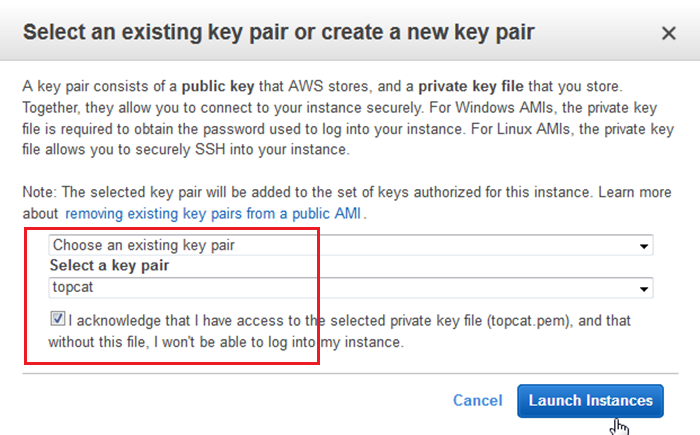 Select an existing key pair or create a new key pair
A key pair consists of a public key that AWS stores, and a private key file that you store.
Together, they allow you to connect to your instance securely. For Windows AMIs, the private key
file is required to obtain the password used to log into your instance. For Linux AMIs, the private key
file allows you to securely SSH into your instance.
Note: The selected key pair will be added to the set of keys authorized for this instance. Learn more
about removing existing key pairs from a public AMI .
Choose an existing key pair
Select a key pair
topcat
I acknowledge that I have access to the selected private key file (topcat.pem), and that
without this file, I won't be able to log into my instance.
Cancel Launch Instances